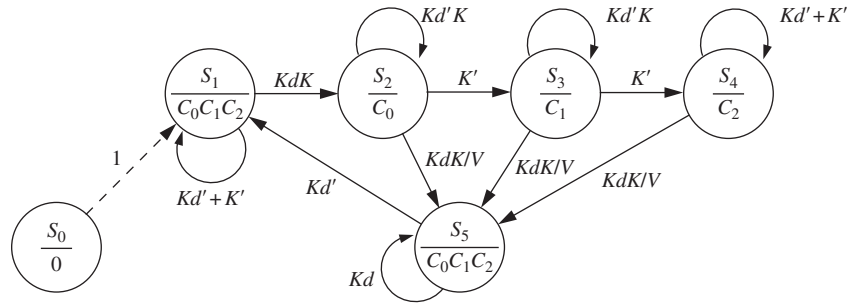 Kd′K
Kd′K
Kd′ + K′
S₁
C₀C₁C₂
KdK
S₂
C₀
K′
S₃
C₁
K′
S₄
C₂
1
Kd′ + K′
Kd′
KdK/V
KdK/V
KdK/V
S₀
0
S₅
C₀C₁C₂
Kd